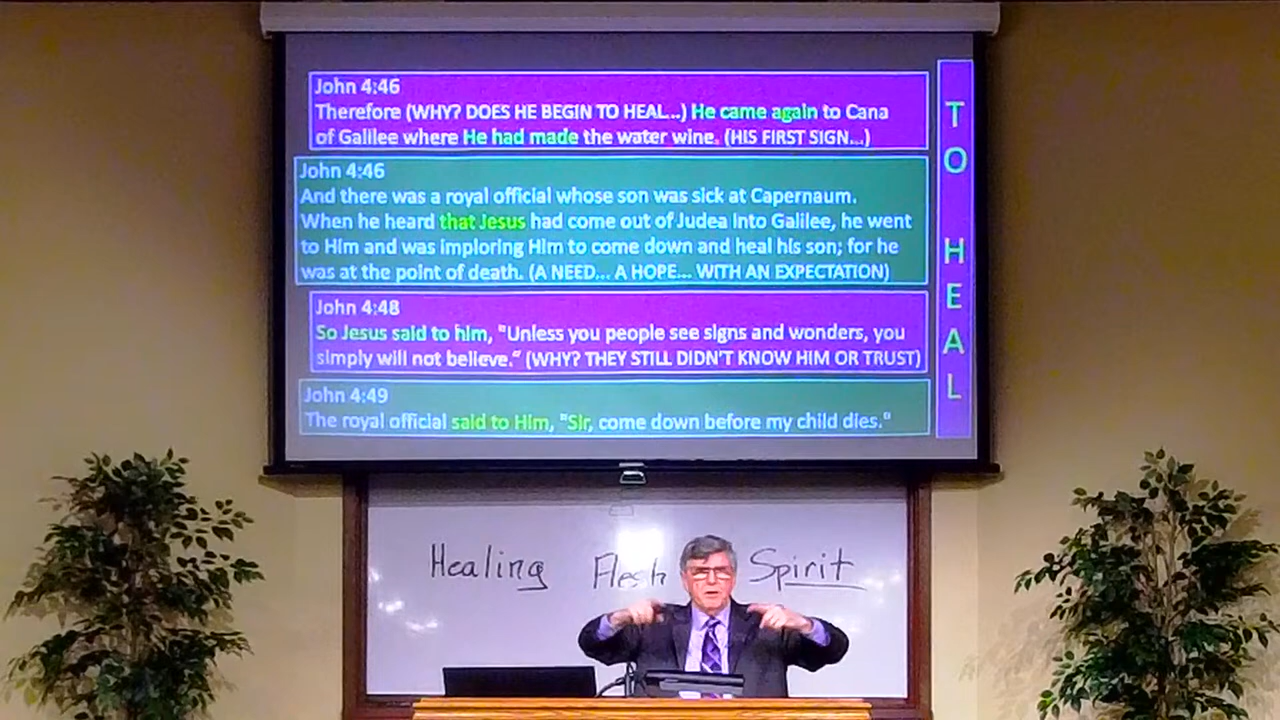 John 4:46
Therefore (WHY? DOES HE BEGIN TO HEAL...) He came again to Cana
of Galilee where He had made the water wine. (HIS FIRST SIGN...)
John 4:46
And there was a royal official whose son was sick at Capernaum.
When he heard that Jesus had come out of Judea into Galilee, he went
to Him and was imploring Him to come down and heal his son; for he
was at the point of death. (A NEED... A HOPE... WITH AN EXPECTATION)
John 4:48
So Jesus said to him, "Unless you people see signs and wonders, you
simply will not believe." (WHY? THEY STILL DIDN'T KNOW HIM OR TRUST)
John 4:49
The royal official said to Him, "Sir, come down before my child dies."
TO HEAL
Healing Flesh Spirit